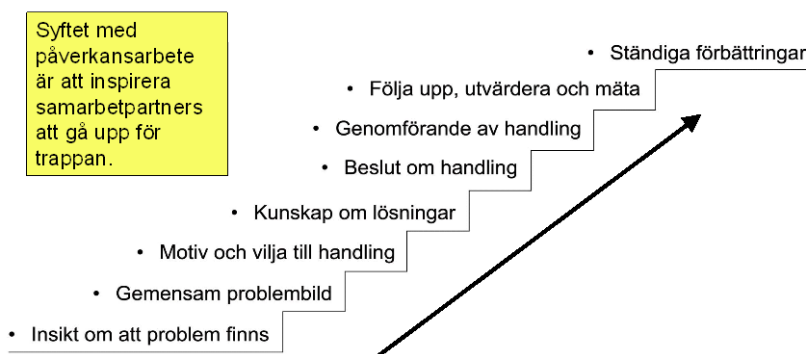 Syftet med
påverkansarbete
är att inspirera
samarbetpartners
att gå upp för
trappan.
• Ständiga förbättringar
• Följa upp, utvärdera och mäta
• Genomförande av handling
• Beslut om handling
• Kunskap om lösningar
• Motiv och vilja till handling
• Gemensam problembild
• Insikt om att problem finns